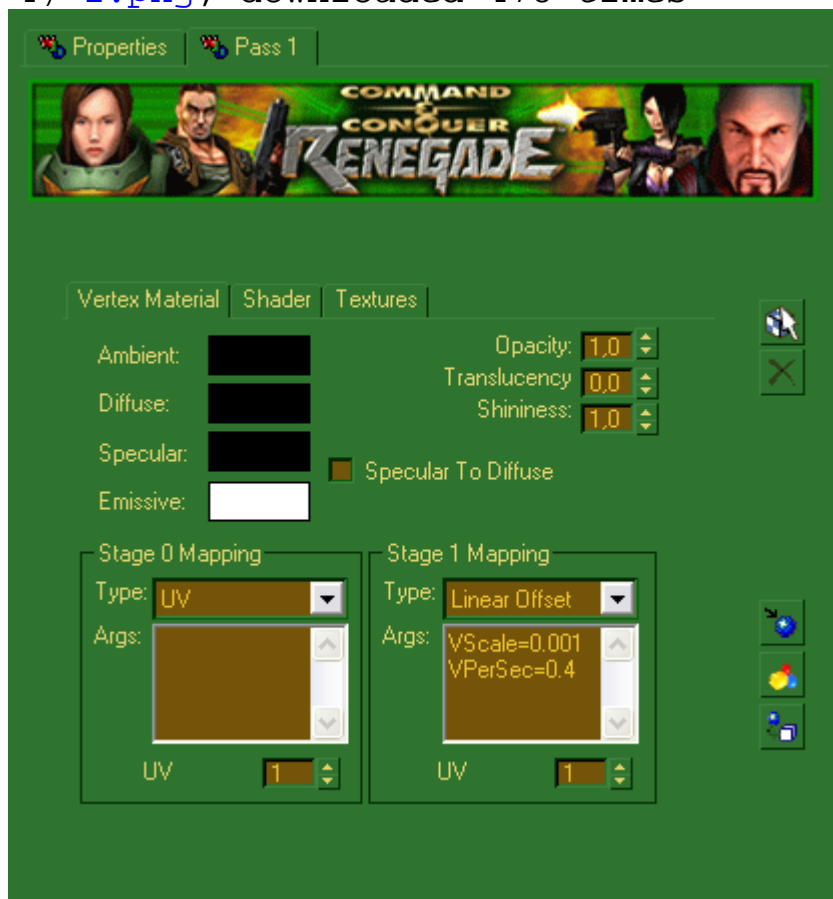 Properties Pass 1
COMMAND
&
CONQUER
RENEGADE
Vertex Material Shader Textures
Ambient:
Opacity: 1,0
Translucency 0,0
Diffuse:
Shininess: 1,0
Specular:
Specular To Diffuse
Emissive:
Stage 0 Mapping
Type: UV
Args:
UV 1
Stage 1 Mapping
Type: Linear Offset
Args: VScale=0.001
VPerSec=0.4
UV 1